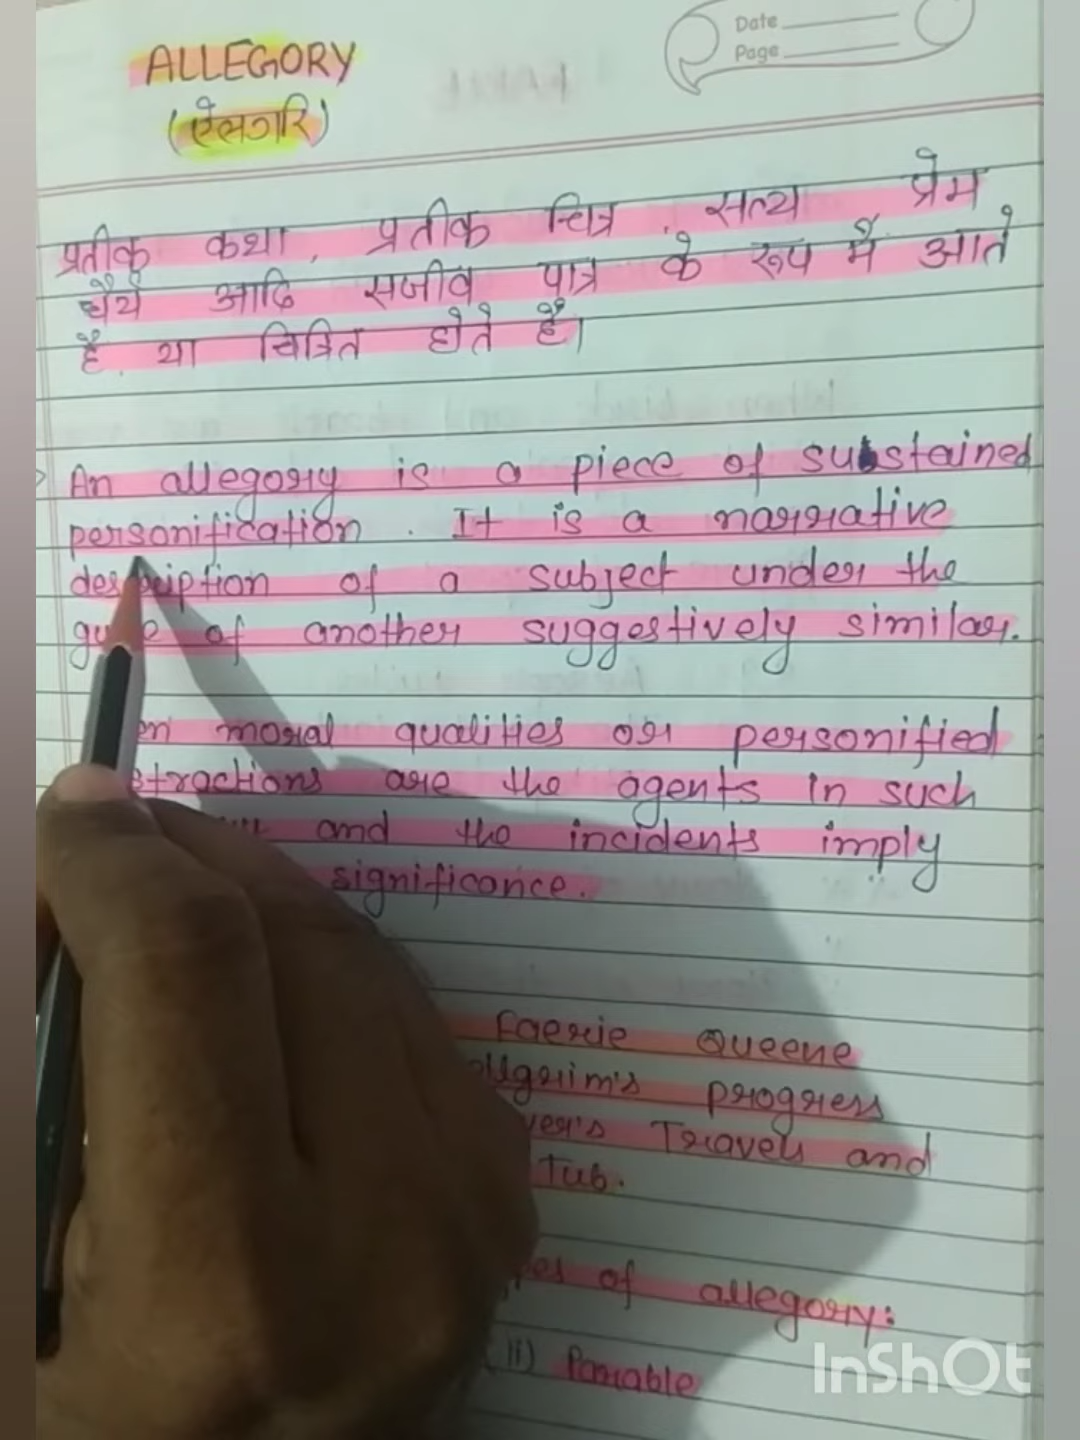 Date
Page
ALLEGORY
(ऐलगरि)
प्रतीक कथा, प्रतीक चित्र, सत्य प्रेम
धैर्य आदि सजीव पात्र के रूप में आते
हैं या चित्रित होते हैं।
An allegory is a piece of sustained
personification. It is a narrative
description of a subject under the
of another suggestively similar.
moral qualities or personified
are the agents in such
and the incidents imply
significance.
Faerie Queene
progress
Travels and
Tub.
of allegory:
(ii) Parable
InShOt